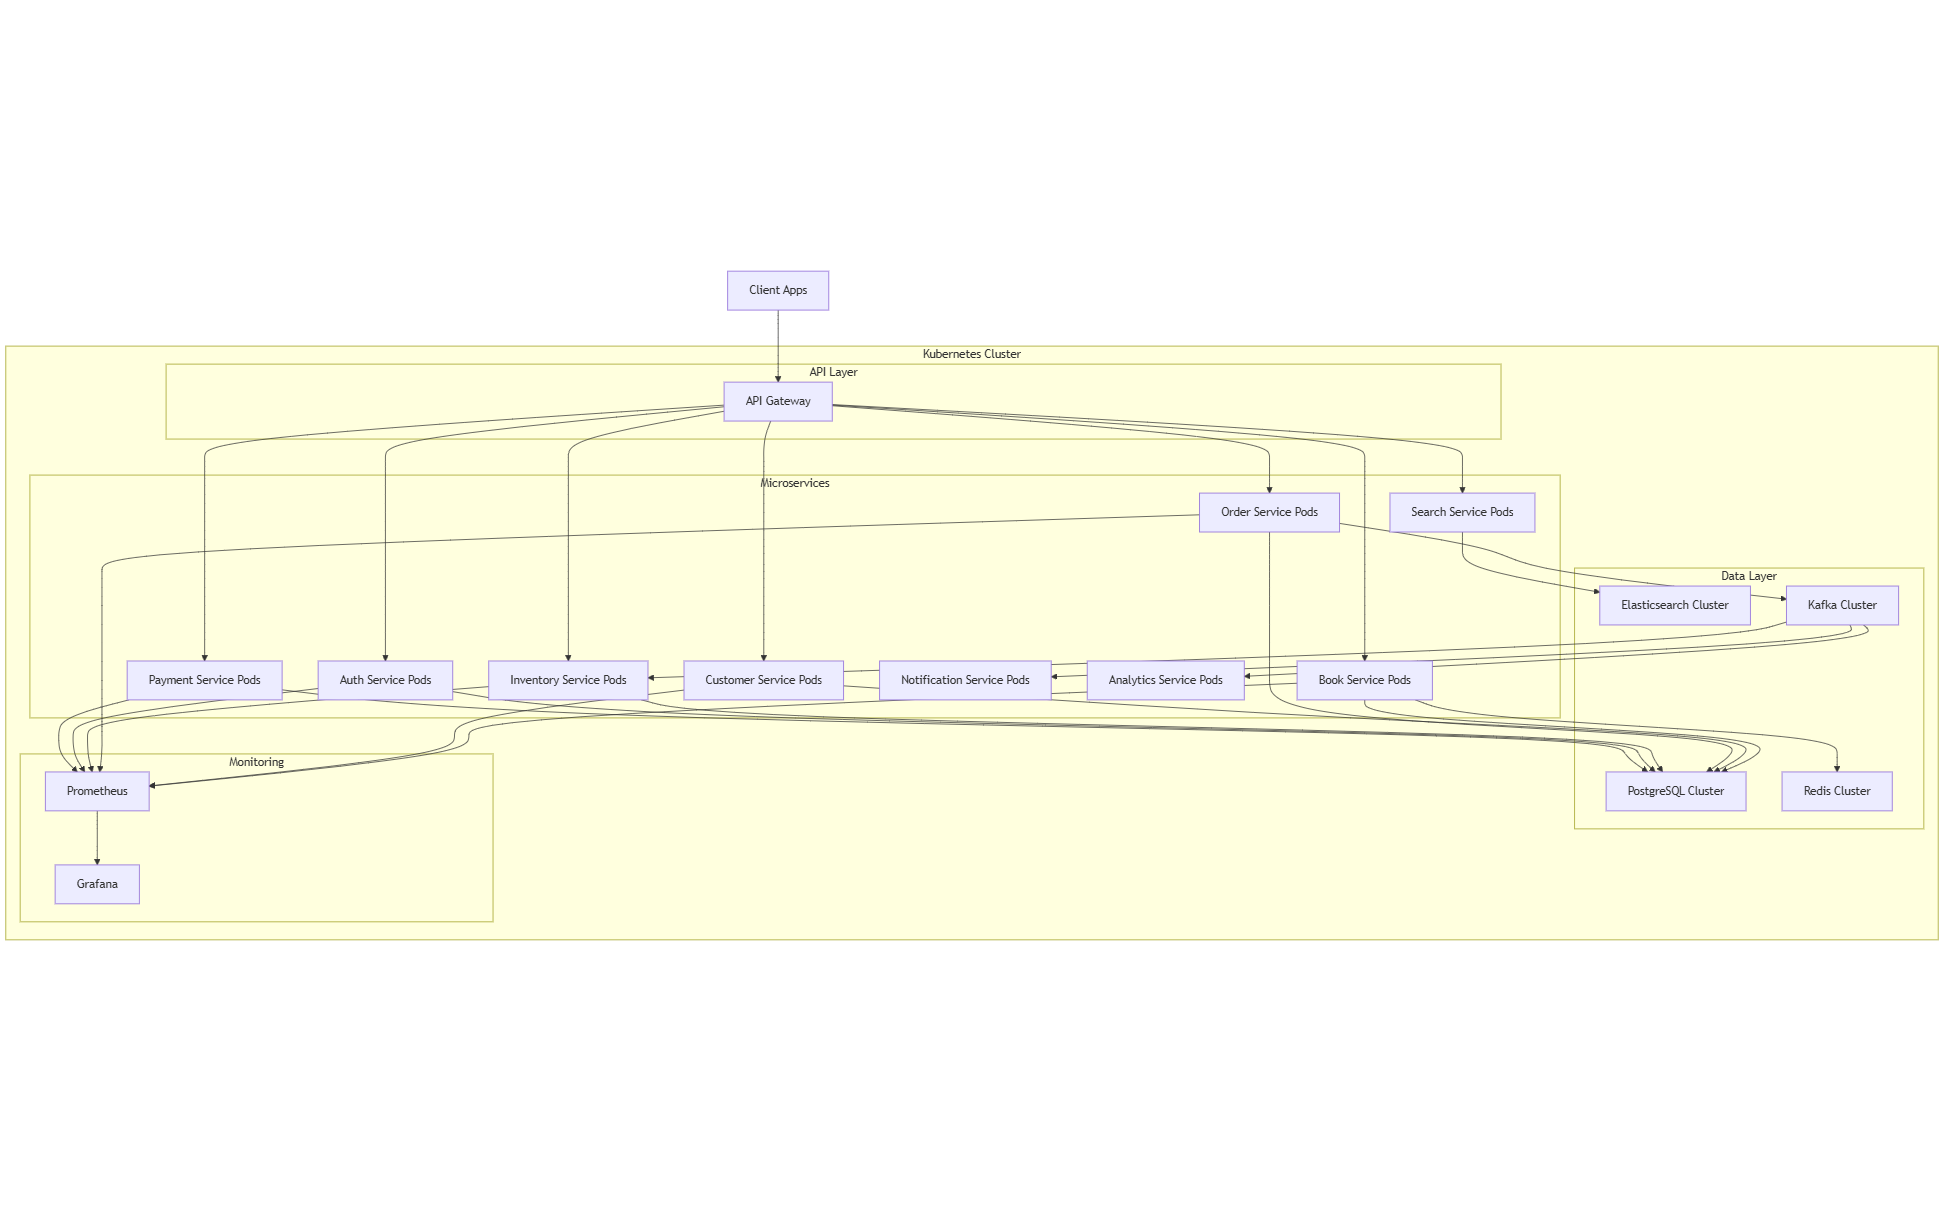 Client Apps
Kubernetes Cluster
API Layer
API Gateway
Microservices
Order Service Pods
Search Service Pods
Data Layer
Elasticsearch Cluster
Kafka Cluster
Payment Service Pods
Auth Service Pods
Inventory Service Pods
Customer Service Pods
Notification Service Pods
Analytics Service Pods
Book Service Pods
Monitoring
Prometheus
PostgreSQL Cluster
Redis Cluster
Grafana